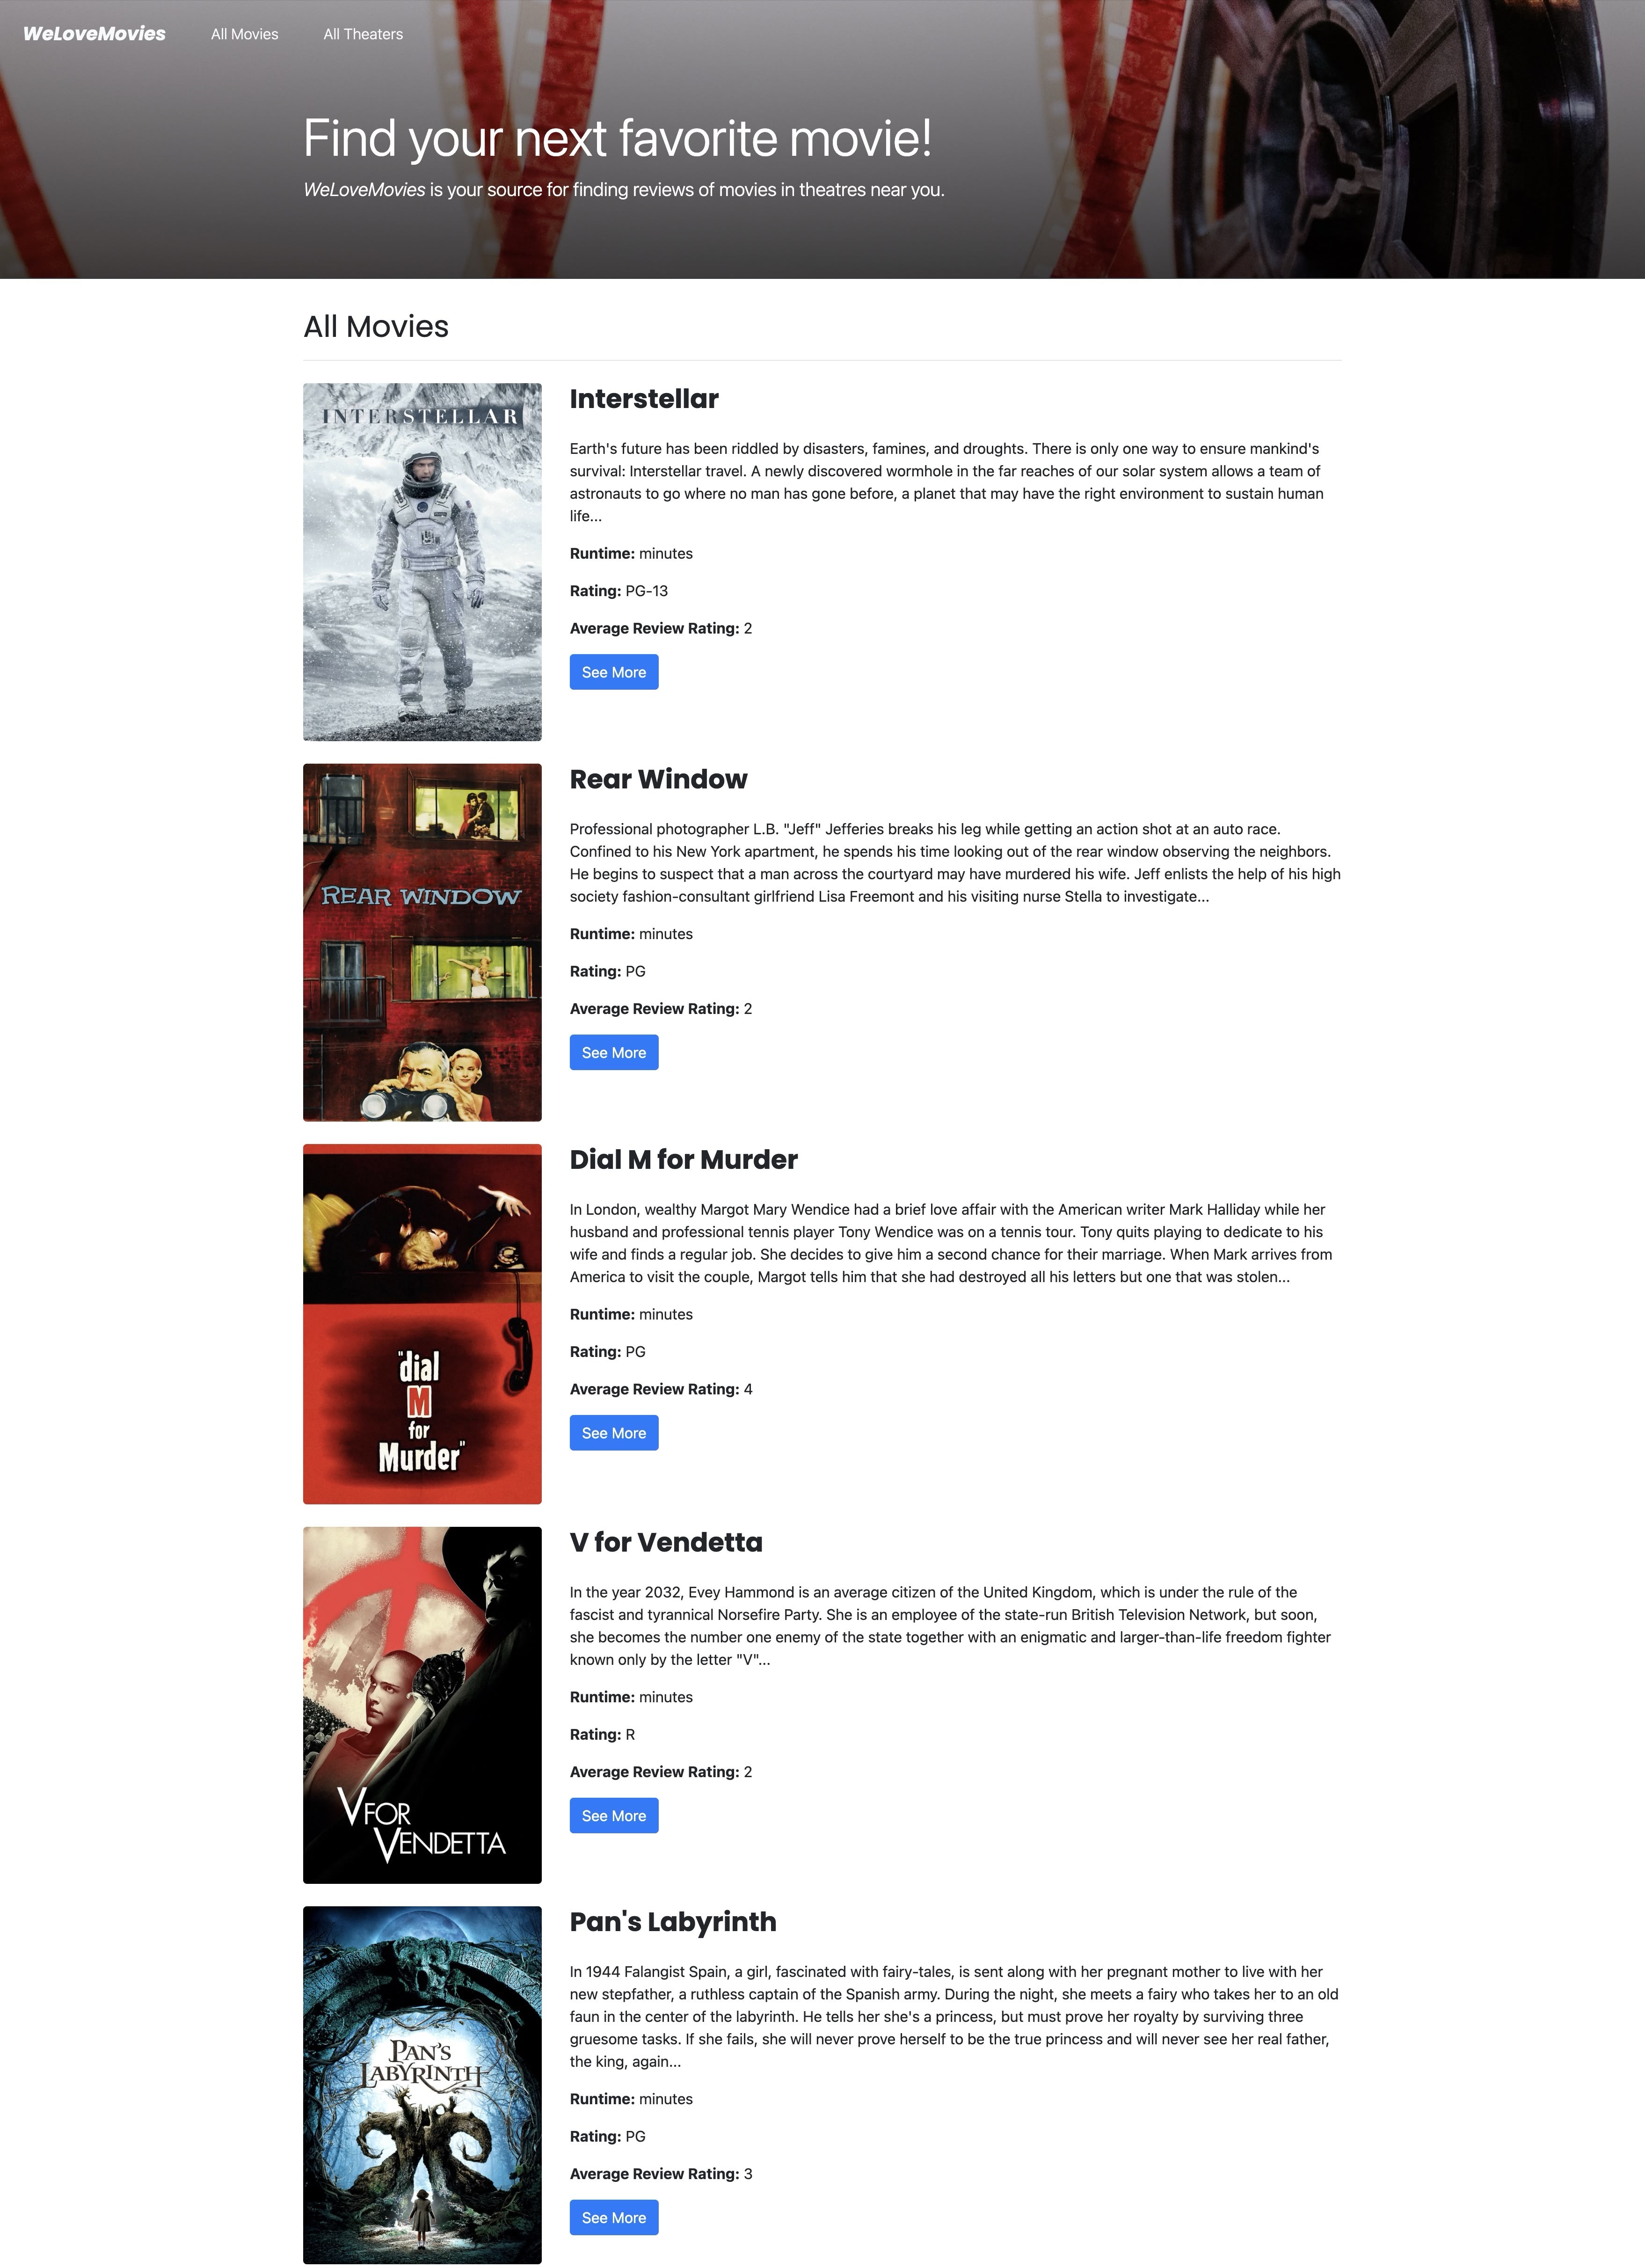 WeLoveMovies All Movies All Theaters
Find your next favorite movie!
WeLoveMovies is your source for finding reviews of movies in theatres near you.
All Movies
INTERSTELLAR
Interstellar
Earth's future has been riddled by disasters, famines, and droughts. There is only one way to ensure mankind's
survival: Interstellar travel. A newly discovered wormhole in the far reaches of our solar system allows a team of
astronauts to go where no man has gone before, a planet that may have the right environment to sustain human
life...
Runtime: minutes
Rating: PG-13
Average Review Rating: 2
See More
REAR WINDOW
Rear Window
Professional photographer L.B. "Jeff" Jefferies breaks his leg while getting an action shot at an auto race.
Confined to his New York apartment, he spends his time looking out of the rear window observing the neighbors.
He begins to suspect that a man across the courtyard may have murdered his wife. Jeff enlists the help of his high
society fashion-consultant girlfriend Lisa Freemont and his visiting nurse Stella to investigate...
Runtime: minutes
Rating: PG
Average Review Rating: 2
See More
"dial
M
for
Murder"
Dial M for Murder
In London, wealthy Margot Mary Wendice had a brief love affair with the American writer Mark Halliday while her
husband and professional tennis player Tony Wendice was on a tennis tour. Tony quits playing to dedicate to his
wife and finds a regular job. She decides to give him a second chance for their marriage. When Mark arrives from
America to visit the couple, Margot tells him that she had destroyed all his letters but one that was stolen...
Runtime: minutes
Rating: PG
Average Review Rating: 4
See More
V FOR
VENDETTA
V for Vendetta
In the year 2032, Evey Hammond is an average citizen of the United Kingdom, which is under the rule of the
fascist and tyrannical Norsefire Party. She is an employee of the state-run British Television Network, but soon,
she becomes the number one enemy of the state together with an enigmatic and larger-than-life freedom fighter
known only by the letter "V"...
Runtime: minutes
Rating: R
Average Review Rating: 2
See More
PAN'S
LABYRINTH
Pan's Labyrinth
In 1944 Falangist Spain, a girl, fascinated with fairy-tales, is sent along with her pregnant mother to live with her
new stepfather, a ruthless captain of the Spanish army. During the night, she meets a fairy who takes her to an old
faun in the center of the labyrinth. He tells her she's a princess, but must prove her royalty by surviving three
gruesome tasks. If she fails, she will never prove herself to be the true princess and will never see her real father,
the king, again...
Runtime: minutes
Rating: PG
Average Review Rating: 3
See More